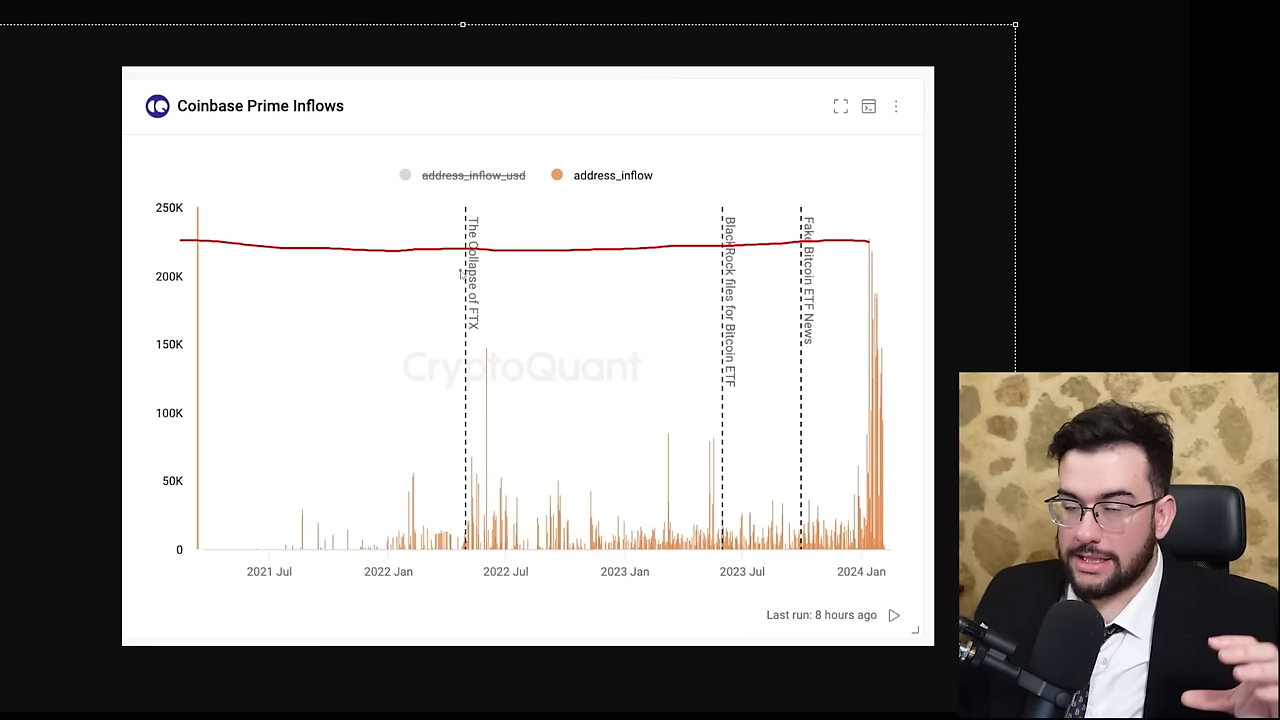 Coinbase Prime Inflows
address_inflow_usd
address_inflow
250K
200K
150K
100K
50K
0
The Collapse of FTX
BlackRock files for Bitcoin ETF
Fake Bitcoin ETF News
CryptoQuant
2021 Jul
2022 Jan
2022 Jul
2023 Jan
2023 Jul
2024 Jan
Last run: 8 hours ago